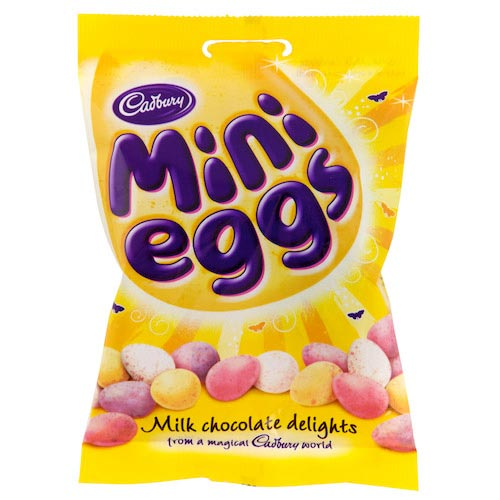 Cadbury
Mini
eggs
Milk chocolate delights
from a magical Cadbury world